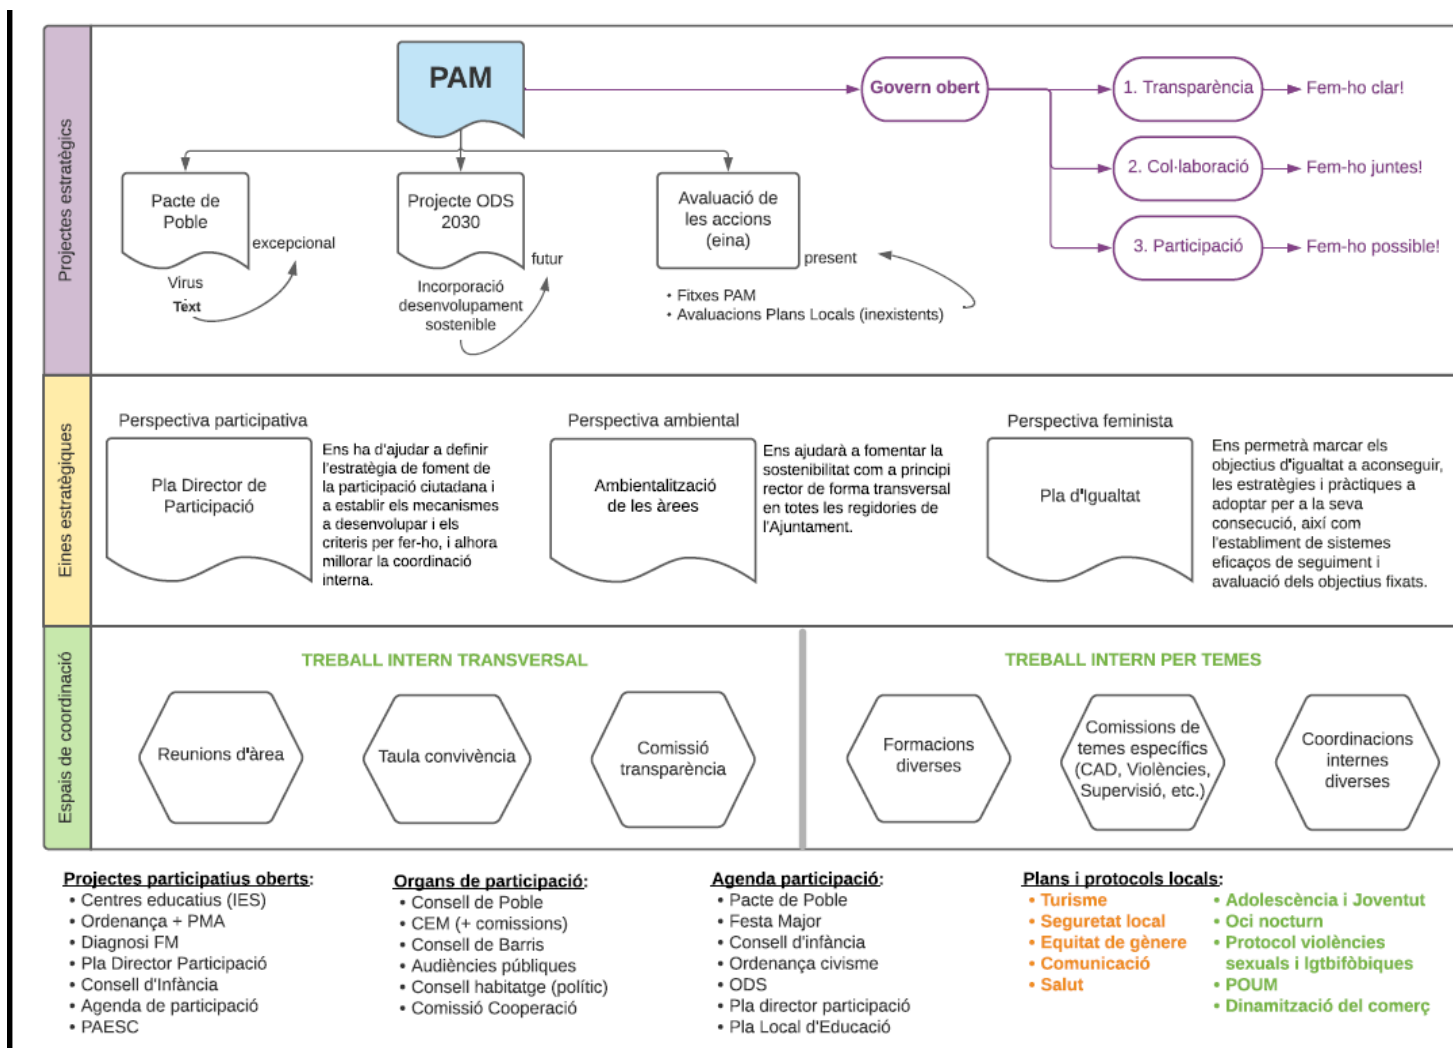 Projectes estratègics
PAM
Govern obert
1. Transparència
Fem-ho clar!
2. Col·laboració
Fem-ho juntes!
3. Participació
Fem-ho possible!
Pacte de
Poble
excepcional
Virus
Text
Projecte ODS
2030
futur
Incorporació
desenvolupament
sostenible
Avaluació de
les accions
(eina)
present
• Fitxes PAM
• Avaluacions Plans Locals (inexistents)
Eines estratègiques
Perspectiva participativa
Pla Director de
Participació
Ens ha d'ajudar a definir
l'estratègia de foment de
la participació ciutadana i
a establir els mecanismes
a desenvolupar i els
criteris per fer-ho, i alhora
millorar la coordinació
interna.
Perspectiva ambiental
Ambientalització
de les àrees
Ens ajudarà a fomentar la
sostenibilitat com a principi
rector de forma transversal
en totes les regidories de
l'Ajuntament.
Perspectiva feminista
Pla d'Igualtat
Ens permetrà marcar els
objectius d'igualtat a aconseguir,
les estratègies i pràctiques a
adoptar per a la seva
consecució, així com
l'establiment de sistemes
eficaços de seguiment i
avaluació dels objectius fixats.
Espais de coordinació
TREBALL INTERN TRANSVERSAL
Reunions d'àrea
Taula convivència
Comissió
transparència
TREBALL INTERN PER TEMES
Formacions
diverses
Comissions de
temes específics
(CAD, Violències,
Supervisió, etc.)
Coordinacions
internes
diverses
Projectes participatius oberts:
• Centres educatius (IES)
• Ordenança + PMA
• Diagnosi FM
• Pla Director Participació
• Consell d'Infància
• Agenda de participació
• PAESC
Organs de participació:
• Consell de Poble
• CEM (+ comissions)
• Consell de Barris
• Audiències públiques
• Consell habitatge (polític)
• Comissió Cooperació
Agenda participació:
• Pacte de Poble
• Festa Major
• Consell d'infància
• Ordenança civisme
• ODS
• Pla director participació
• Pla Local d'Educació
Plans i protocols locals:
• Turisme
• Seguretat local
• Equitat de gènere
• Comunicació
• Salut
• Adolescència i Joventut
• Oci nocturn
• Protocol violències
sexuals i lgtbifòbiques
• POUM
• Dinamització del comerç